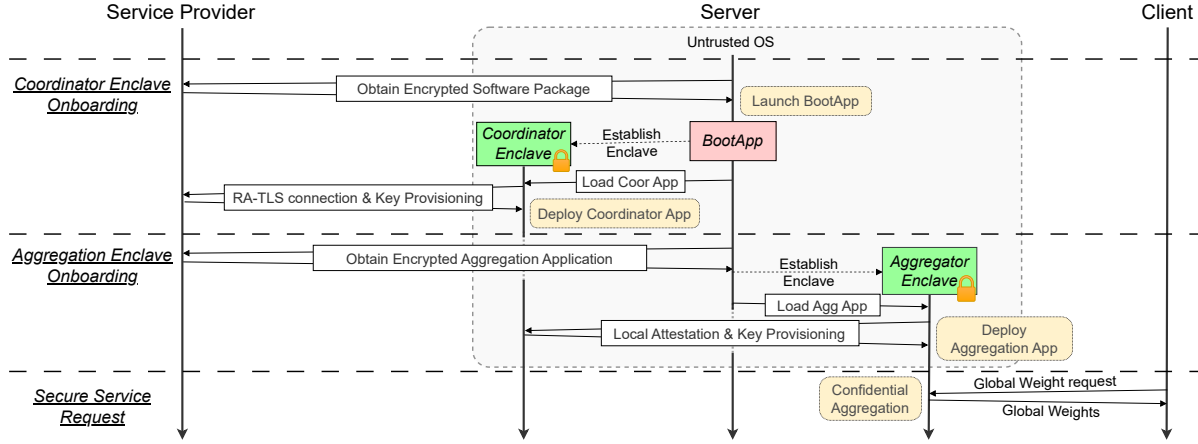 Service Provider
Server
Client
Untrusted OS
Coordinator Enclave
Onboarding
Obtain Encrypted Software Package
Launch BootApp
Coordinator
Enclave
Establish
Enclave
BootApp
Load Coor App
RA-TLS connection & Key Provisioning
Deploy Coordinator App
Aggregation Enclave
Onboarding
Obtain Encrypted Aggregation Application
Establish
Enclave
Aggregator
Enclave
Load Agg App
Local Attestation & Key Provisioning
Deploy
Aggregation App
Secure Service
Request
Confidential
Aggregation
Global Weight request
Global Weights